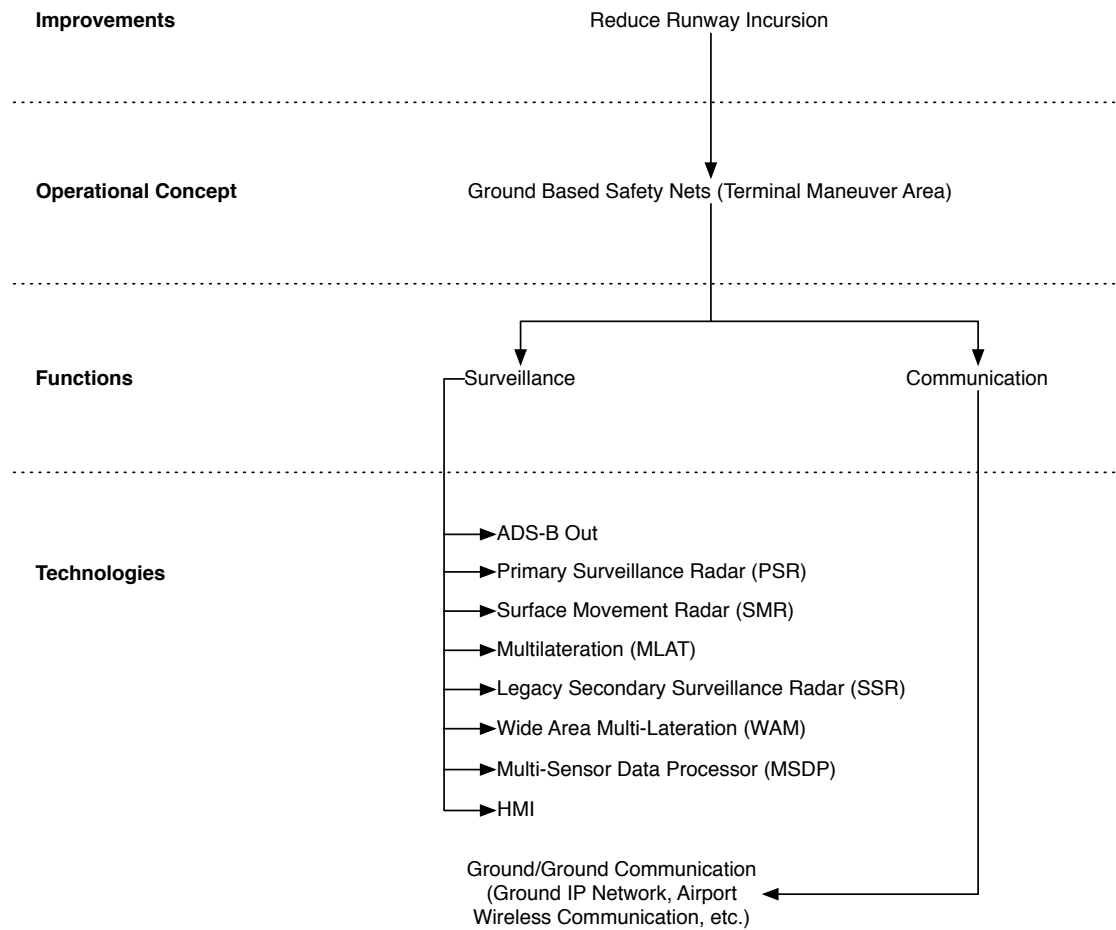 Improvements
Reduce Runway Incursion
Operational Concept
Ground Based Safety Nets (Terminal Maneuver Area)
Functions
Surveillance
Communication
Technologies
ADS-B Out
Primary Surveillance Radar (PSR)
Surface Movement Radar (SMR)
Multilateration (MLAT)
Legacy Secondary Surveillance Radar (SSR)
Wide Area Multi-Lateration (WAM)
Multi-Sensor Data Processor (MSDP)
HMI
Ground/Ground Communication
(Ground IP Network, Airport
Wireless Communication, etc.)